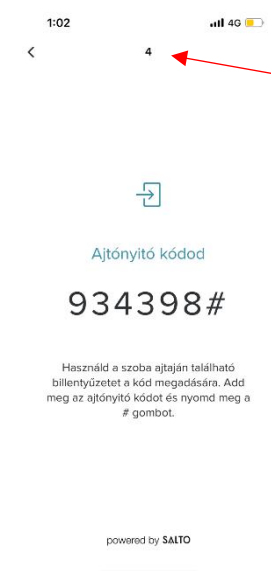 1:02 4G
4
Ajtónyitó kódod
934398#
Használd a szoba ajtaján található
billentyűzetet a kód megadására. Add
meg az ajtónyitó kódot és nyomd meg a
# gombot.
powered by SALTO